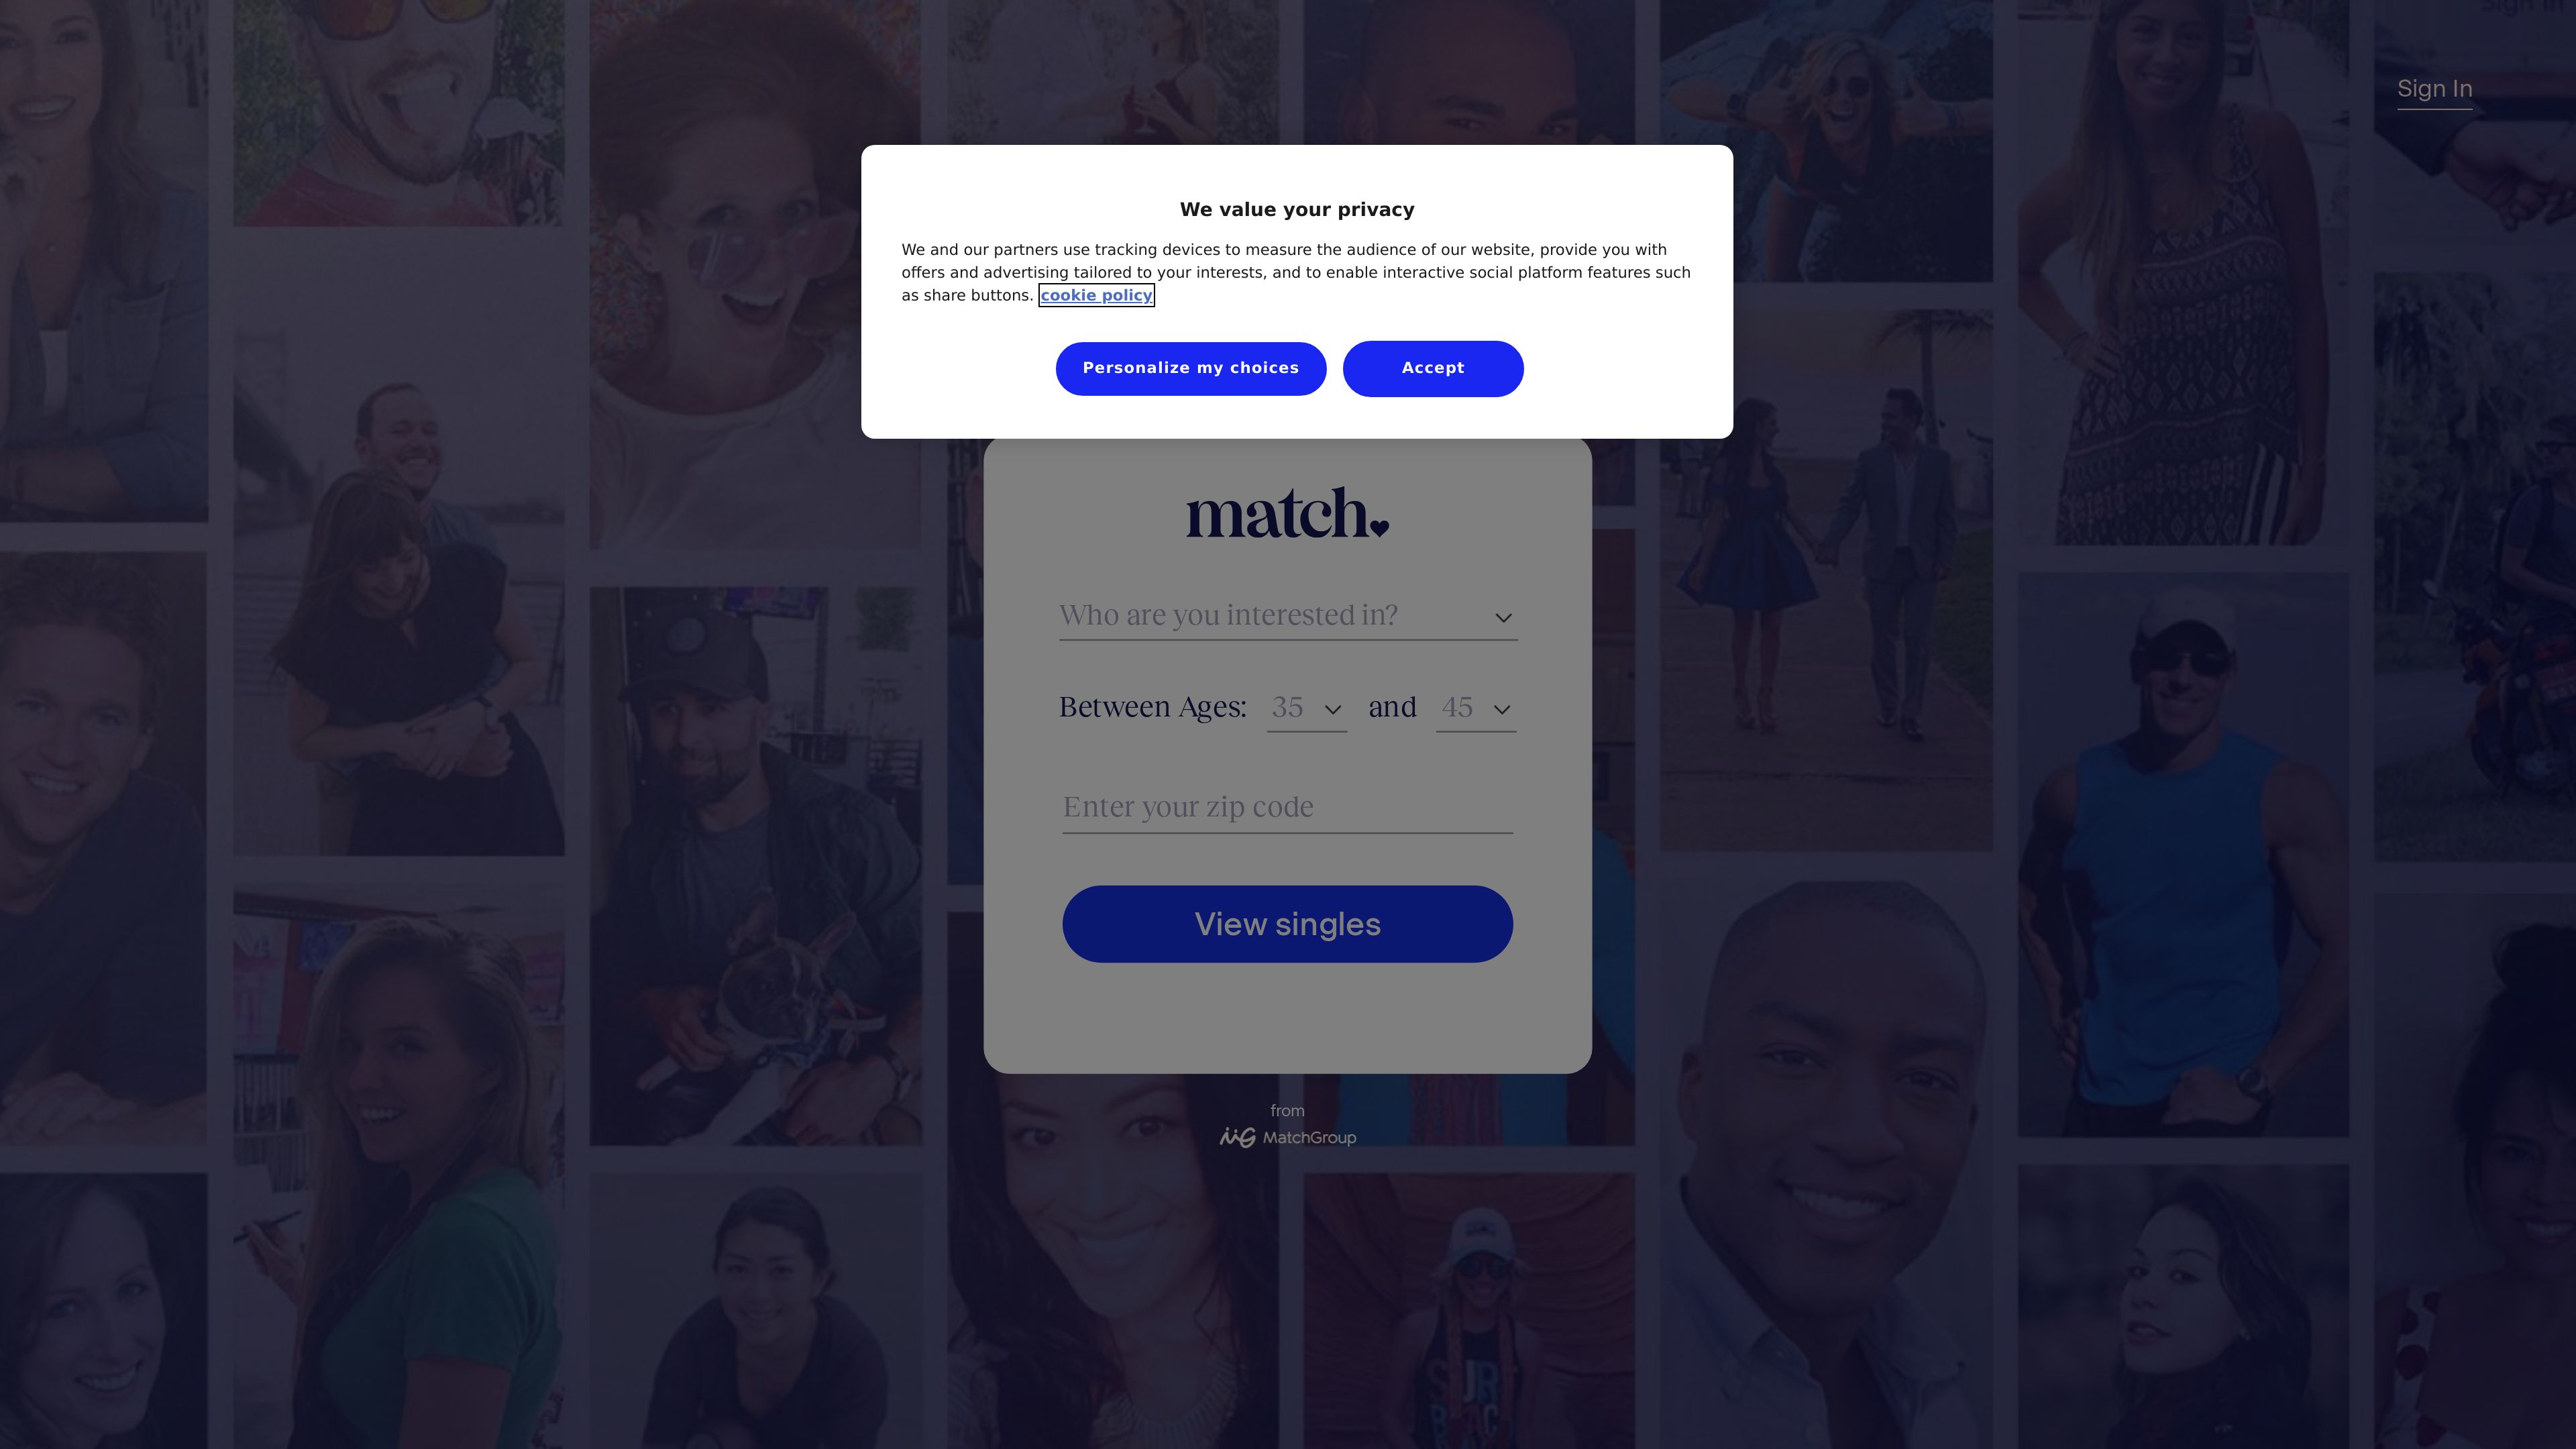 Sign In
Sign In
We value your privacy
We and our partners use tracking devices to measure the audience of our website, provide you with
offers and advertising tailored to your interests, and to enable interactive social platform features such
as share buttons. cookie policy
Personalize my choices
Accept
match
Who are you interested in?
Between Ages: 35 and 45
Enter your zip code
View singles
from
MatchGroup